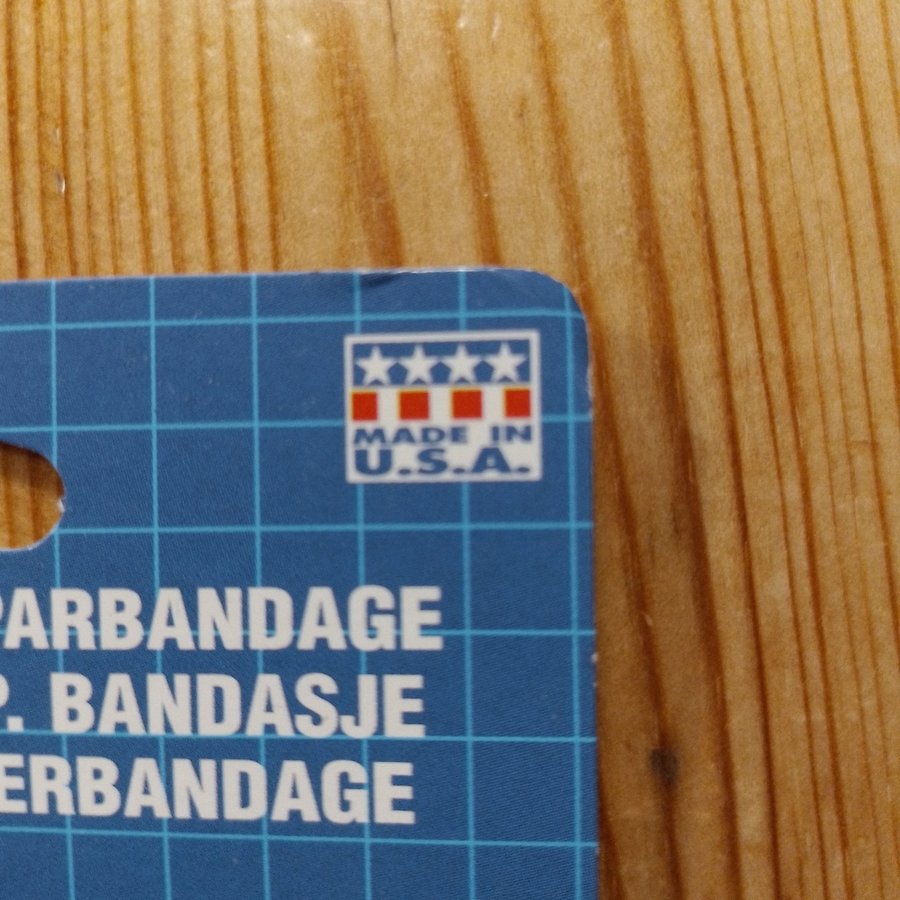 MADE IN
U.S.A.
PARBANDAGE
P. BANDASJE
ERBANDAGE